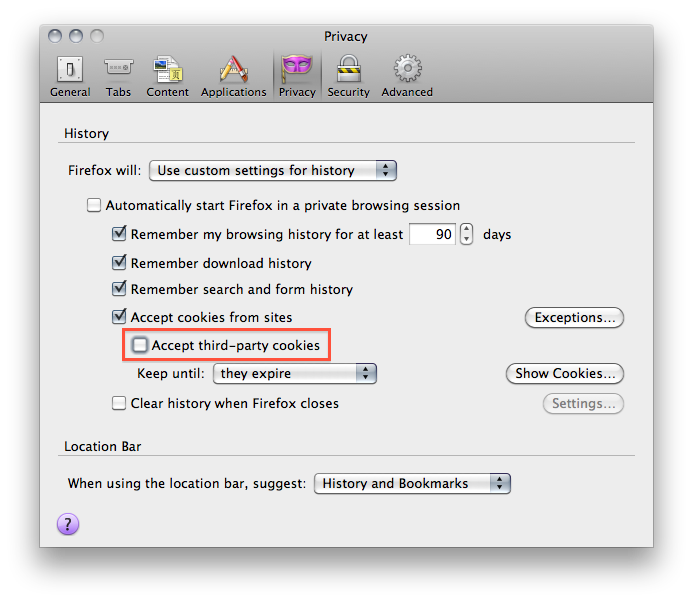 Privacy
General Tabs Content Applications Privacy Security Advanced
History
Firefox will: Use custom settings for history
Automatically start Firefox in a private browsing session
Remember my browsing history for at least 90 days
Remember download history
Remember search and form history
Accept cookies from sites Exceptions...
Accept third-party cookies
Keep until: they expire Show Cookies...
Clear history when Firefox closes Settings...
Location Bar
When using the location bar, suggest: History and Bookmarks
?